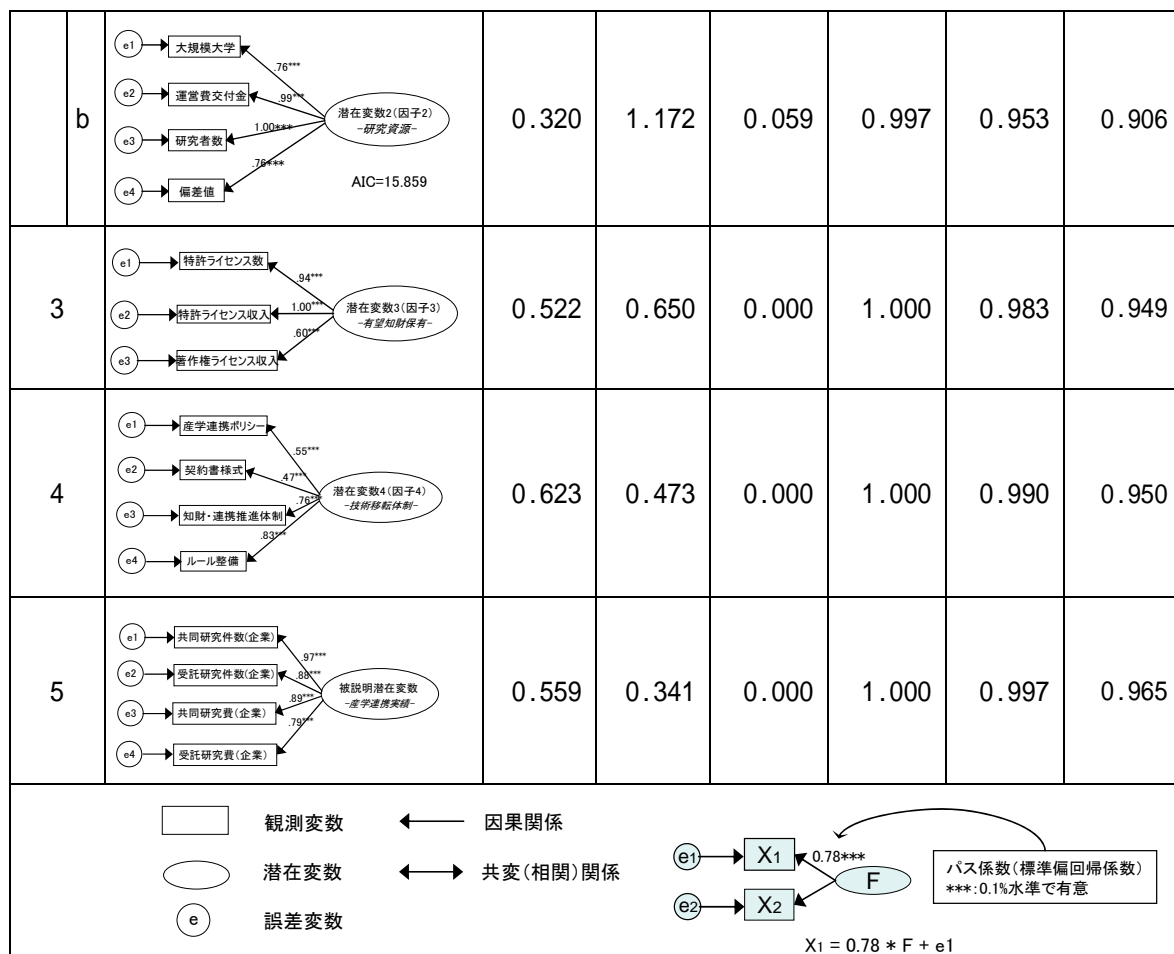 b
e1 大規模大学
.76***
e2 運営費交付金
.99***
潜在変数2(因子2)
-研究資源-
1.00***
e3 研究者数
.76***
e4 偏差値
AIC=15.859
0.320 1.172 0.059 0.997 0.953 0.906
3
e1 特許ライセンス数
.94***
e2 特許ライセンス収入
1.00***
潜在変数3(因子3)
-有望知財保有-
.60***
e3 著作権ライセンス収入
0.522 0.650 0.000 1.000 0.983 0.949
4
e1 産学連携ポリシー
.55***
e2 契約書様式
.47***
潜在変数4(因子4)
-技術移転体制-
.76***
e3 知財・連携推進体制
.83***
e4 ルール整備
0.623 0.473 0.000 1.000 0.990 0.950
5
e1 共同研究件数(企業)
.97***
e2 受託研究件数(企業)
.88***
被説明潜在変数
-産学連携実績-
.89***
e3 共同研究費(企業)
.79***
e4 受託研究費(企業)
0.559 0.341 0.000 1.000 0.997 0.965
観測変数 因果関係
潜在変数 共変(相関)関係
e 誤差変数
e1 X1 0.78*** F
e2 X2
パス係数(標準偏回帰係数)
***:0.1%水準で有意
X1 = 0.78 * F + e1